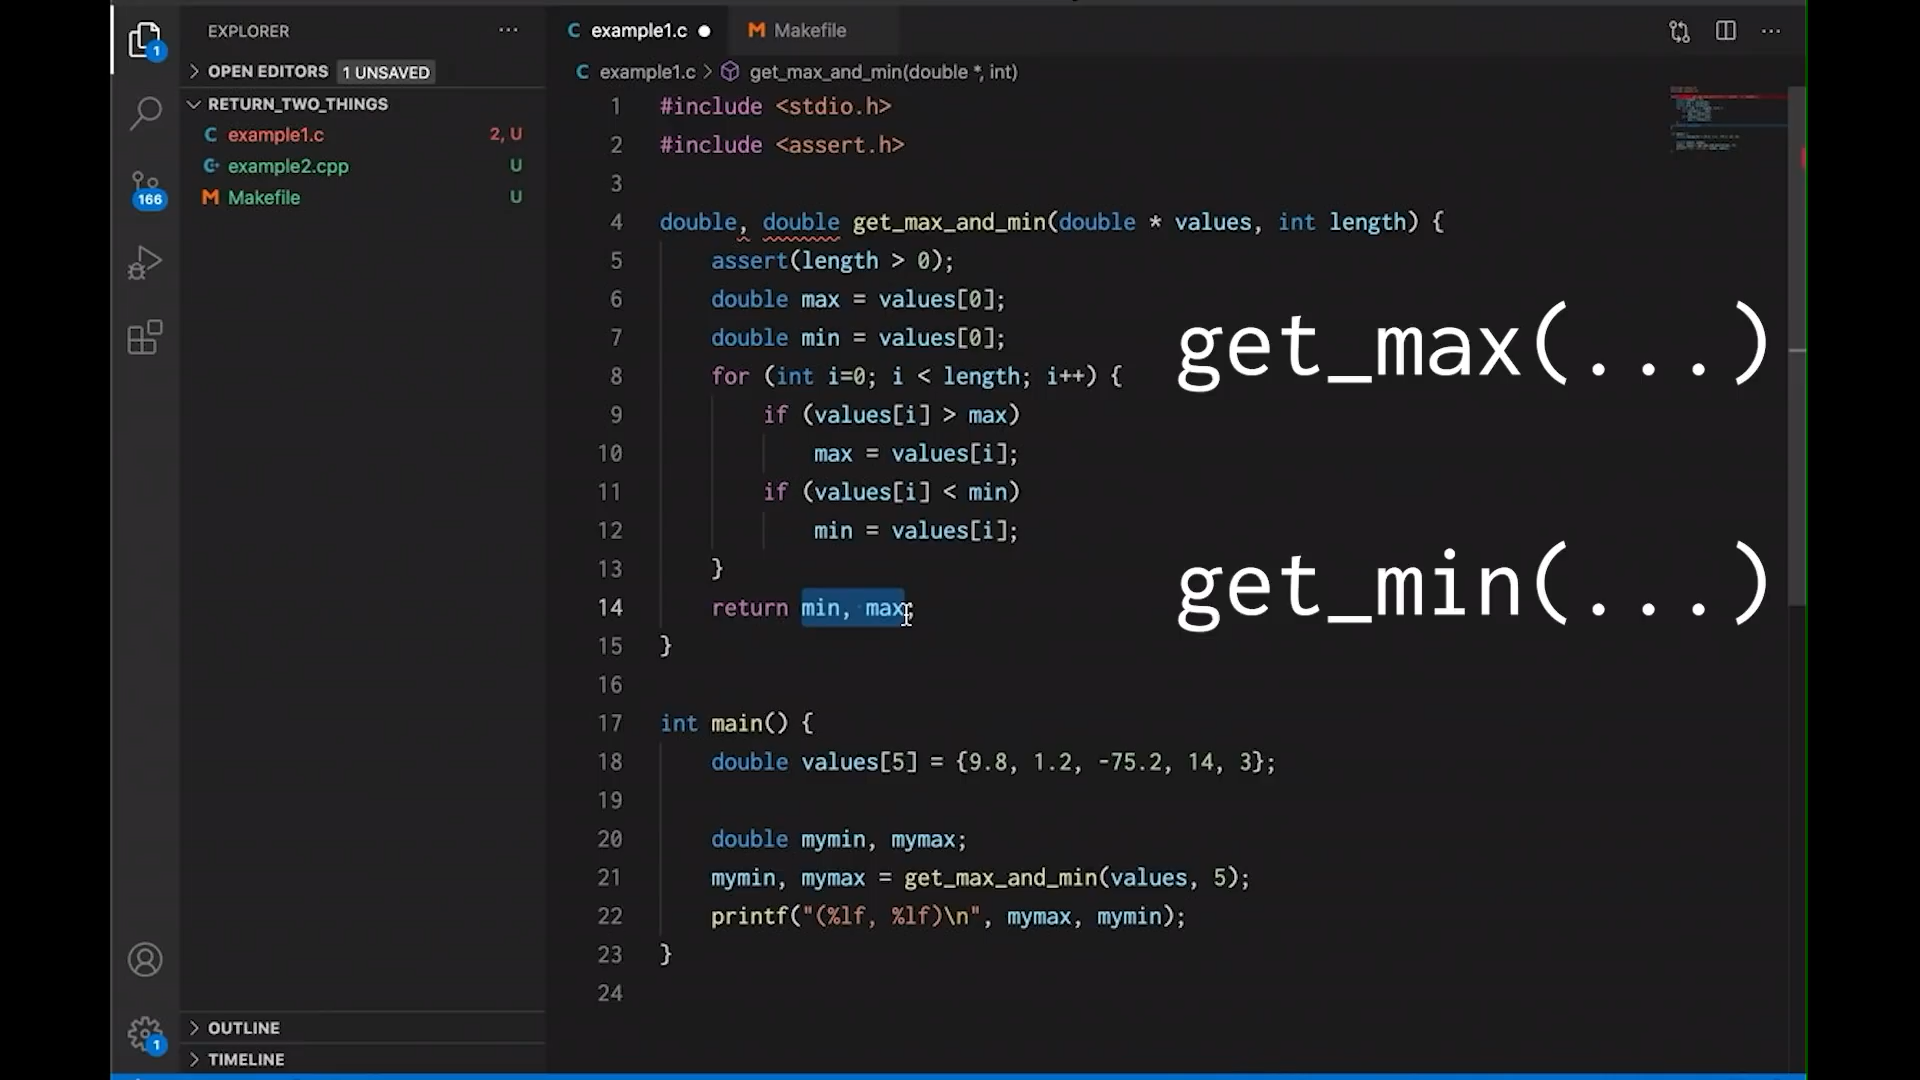 EXPLORER
OPEN EDITORS 1 UNSAVED
RETURN_TWO_THINGS
C example1.c 2, U
example2.cpp U
M Makefile U
OUTLINE
TIMELINE
1
166
1
C example1.c
M Makefile
C example1.c > get_max_and_min(double *, int)
1 #include <stdio.h>
2 #include <assert.h>
3
4 double, double get_max_and_min(double * values, int length) {
5 assert(length > 0);
6 double max = values[0];
7 double min = values[0];
8 for (int i=0; i < length; i++) {
9 if (values[i] > max)
10 max = values[i];
11 if (values[i] < min)
12 min = values[i];
13 }
14 return min, max;
15 }
16
17 int main() {
18 double values[5] = {9.8, 1.2, -75.2, 14, 3};
19
20 double mymin, mymax;
21 mymin, mymax = get_max_and_min(values, 5);
22 printf("(%lf, %lf)\n", mymax, mymin);
23 }
24
get_max(...)
get_min(...)